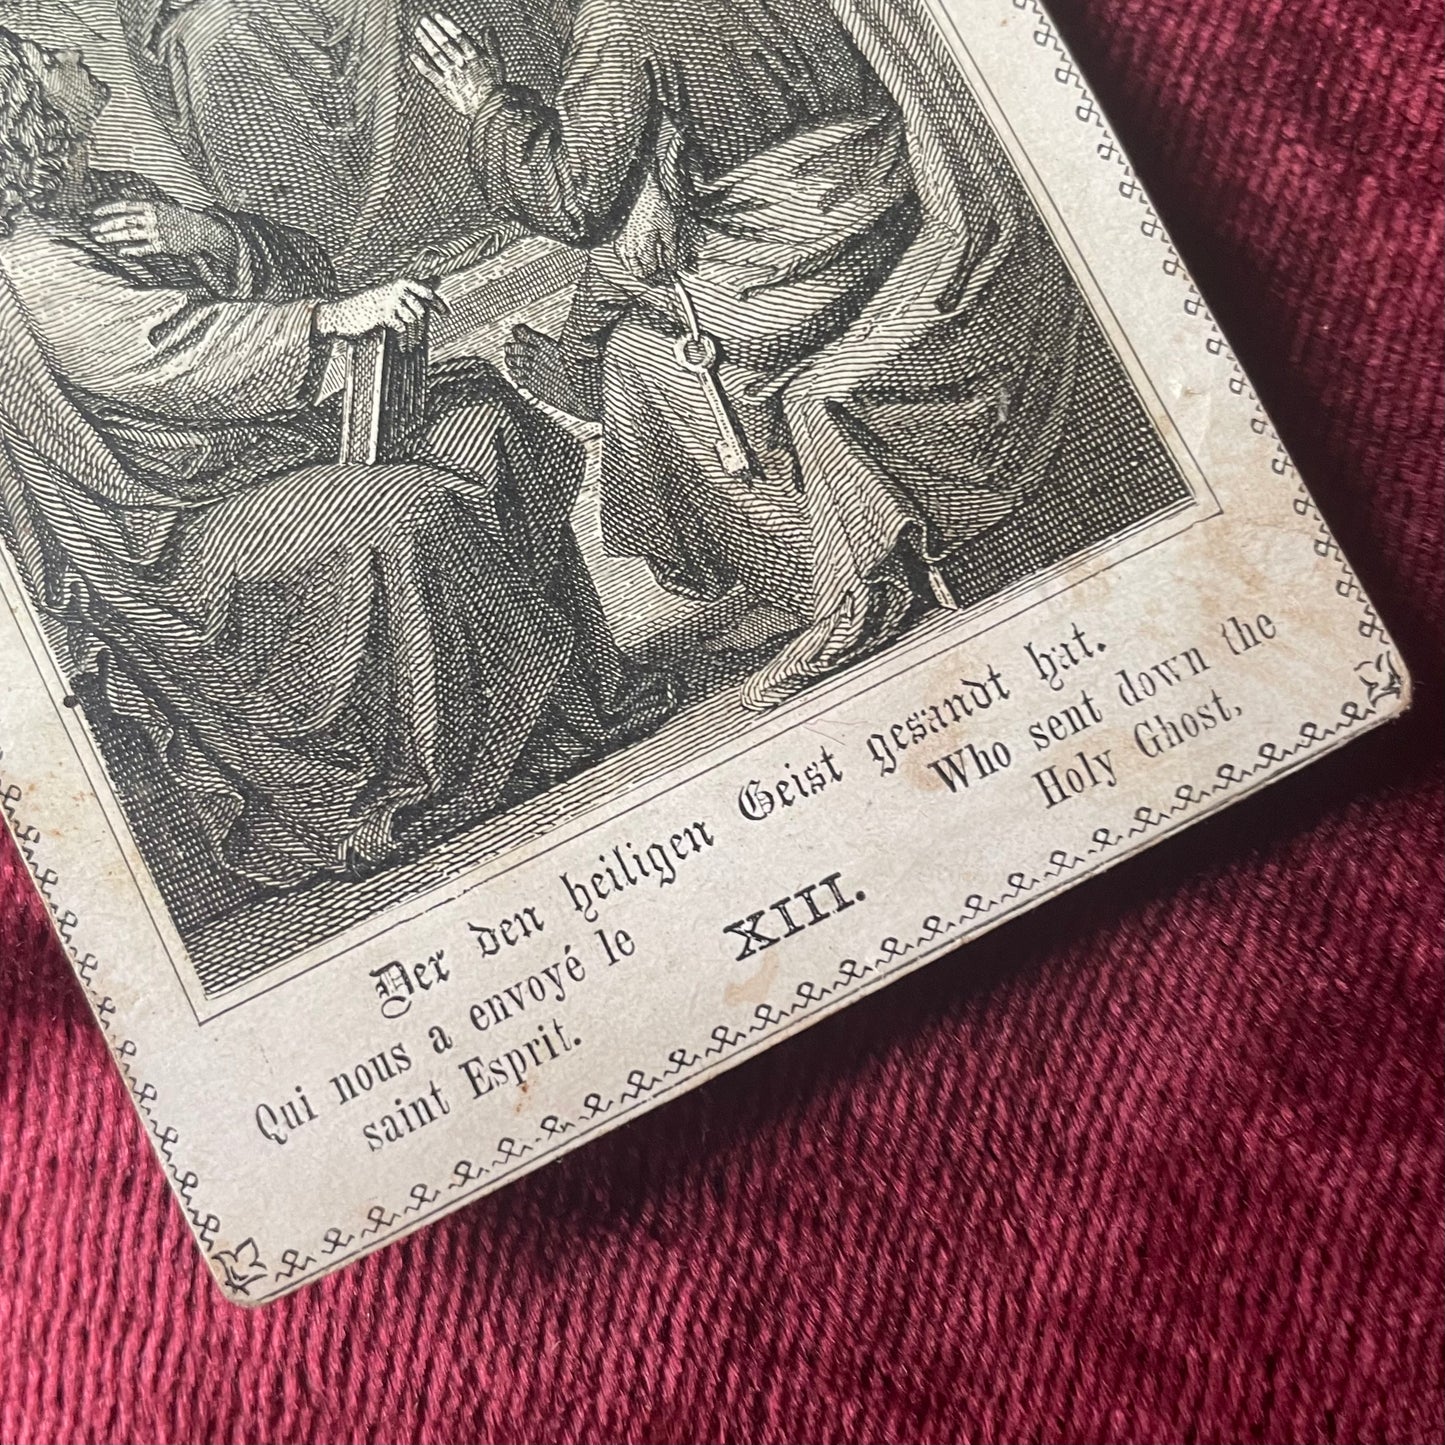 Der den heiligen Geist gesandt hat.
Qui nous a envoyé le
saint Esprit.
XIII.
Who sent down the
Holy Ghost,